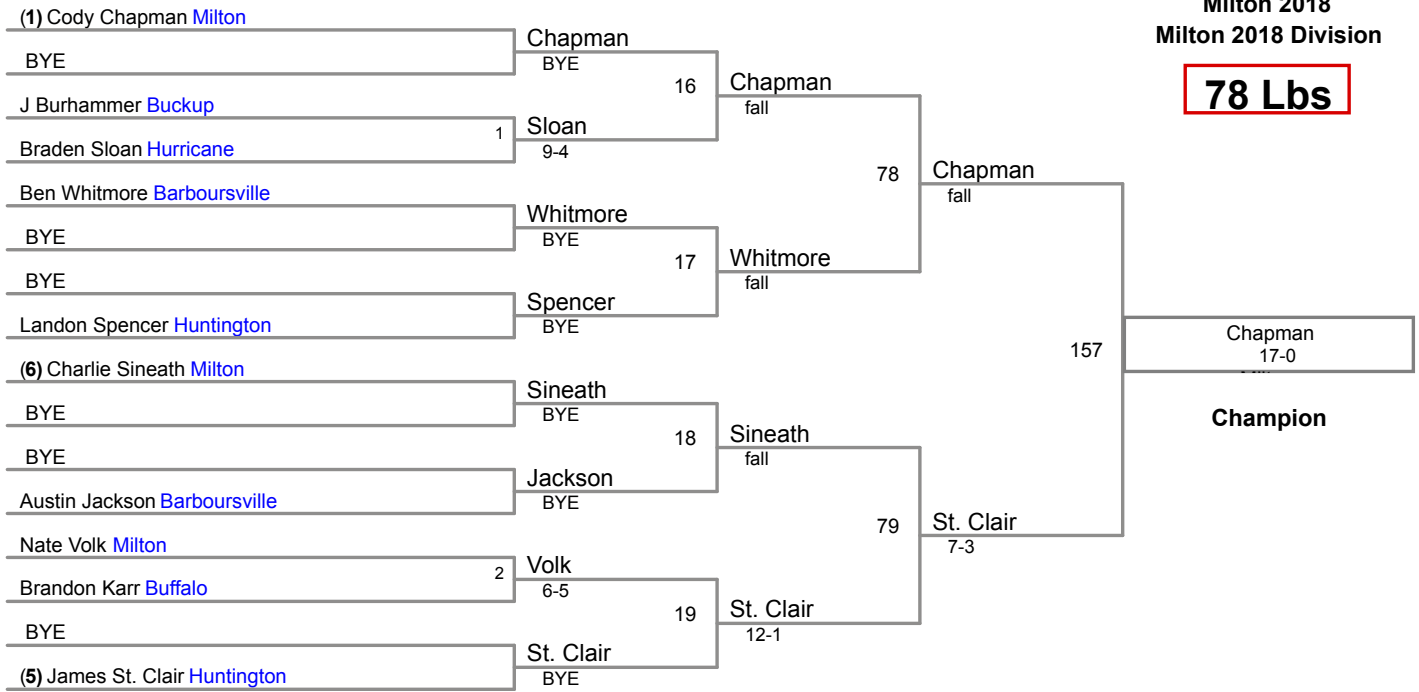 Milton 2018
Milton 2018 Division
78 Lbs
(1) Cody Chapman Milton
BYE
J Burhammer Buckup
1
Braden Sloan Hurricane
Ben Whitmore Barboursville
BYE
BYE
Landon Spencer Huntington
(6) Charlie Sineath Milton
BYE
BYE
Austin Jackson Barboursville
Nate Volk Milton
2
Brandon Karr Buffalo
BYE
(5) James St. Clair Huntington
Chapman
BYE
16
Sloan
9-4
Whitmore
BYE
17
Spencer
BYE
Sineath
BYE
18
Jackson
BYE
Volk
6-5
19
St. Clair
BYE
Chapman
fall
78
Whitmore
fall
Sineath
fall
79
St. Clair
12-1
Chapman
fall
157
St. Clair
7-3
Chapman
17-0
Champion